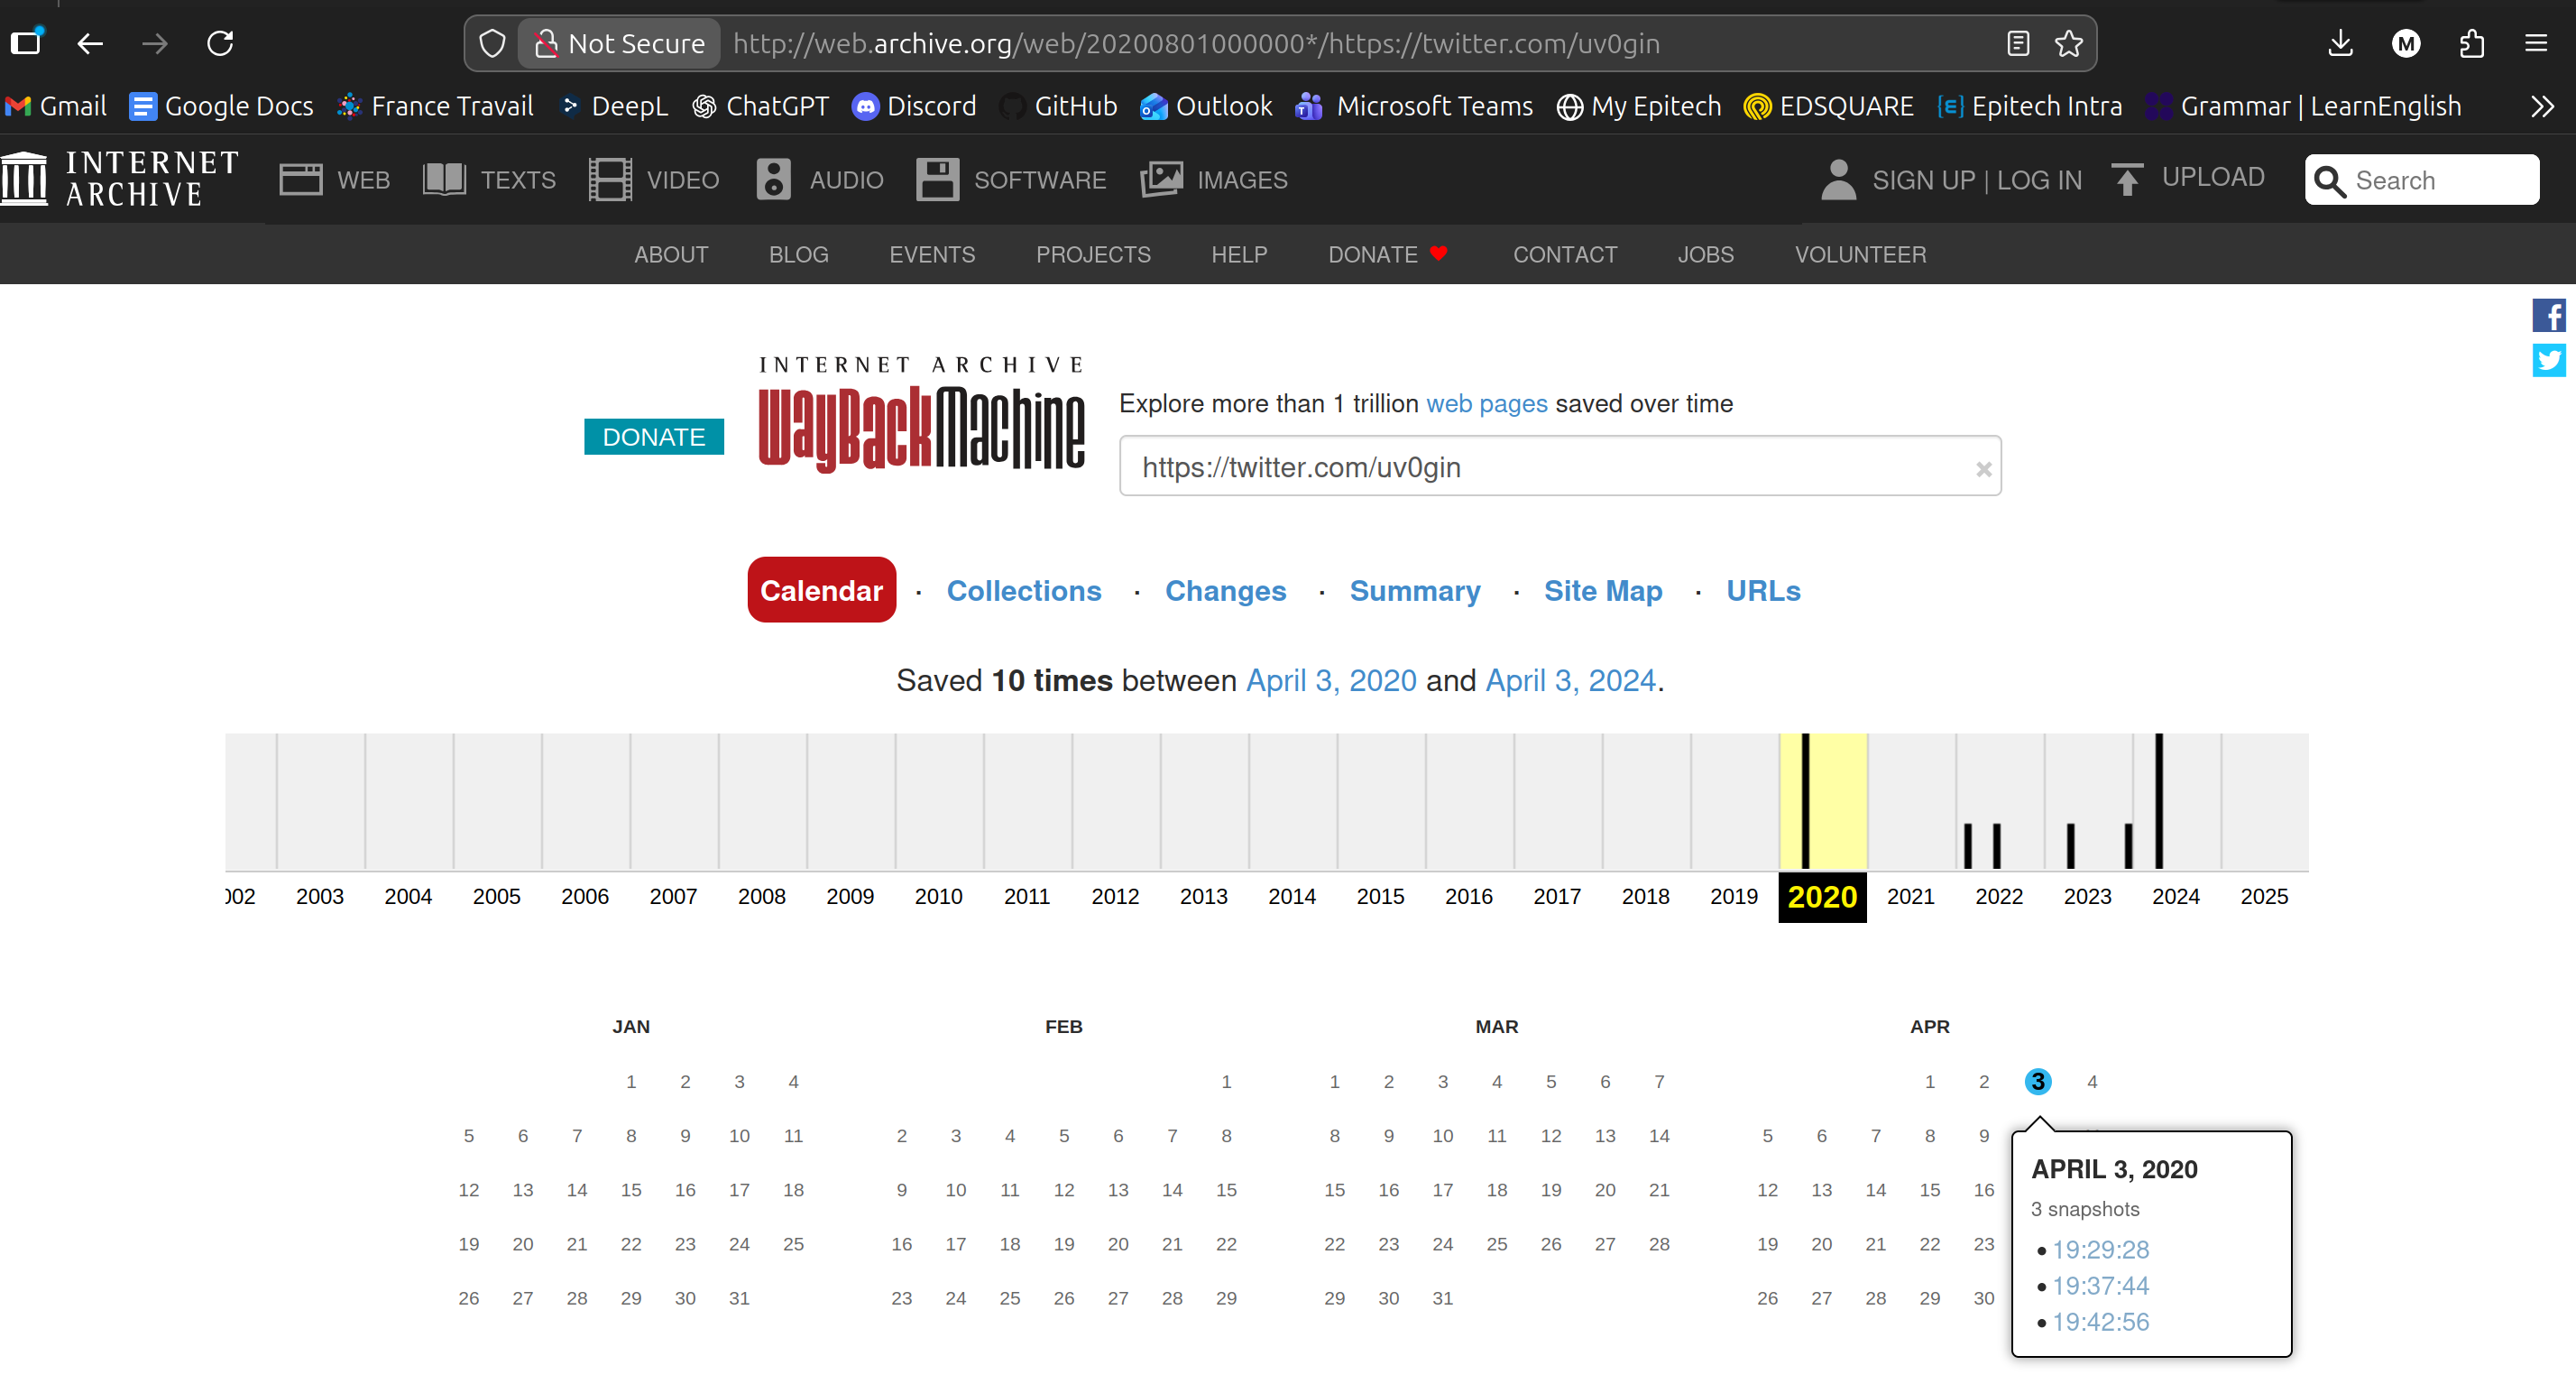 Not Secure http://web.archive.org/web/20200801000000*/https://twitter.com/uv0gin M
Gmail Google Docs France Travail DeepL ChatGPT Discord GitHub Outlook Microsoft Teams My Epitech EDSQUARE {E} Epitech Intra Grammar | LearnEnglish
INTERNET ARCHIVE WEB TEXTS VIDEO AUDIO SOFTWARE IMAGES SIGN UP | LOG IN UPLOAD Search
ABOUT BLOG EVENTS PROJECTS HELP DONATE CONTACT JOBS VOLUNTEER
INTERNET ARCHIVE
WayBackMachine
DONATE
Explore more than 1 trillion web pages saved over time
https://twitter.com/uv0gin ×
Calendar · Collections · Changes · Summary · Site Map · URLs
Saved 10 times between April 3, 2020 and April 3, 2024.
002 2003 2004 2005 2006 2007 2008 2009 2010 2011 2012 2013 2014 2015 2016 2017 2018 2019 2020 2021 2022 2023 2024 2025
JAN
1 2 3 4
5 6 7 8 9 10 11
12 13 14 15 16 17 18
19 20 21 22 23 24 25
26 27 28 29 30 31
FEB
1
2 3 4 5 6 7 8
9 10 11 12 13 14 15
16 17 18 19 20 21 22
23 24 25 26 27 28 29
MAR
1 2 3 4 5 6 7
8 9 10 11 12 13 14
15 16 17 18 19 20 21
22 23 24 25 26 27 28
29 30 31
APR
1 2 3 4
5 6 7 8 9
12 13 14 15 16
19 20 21 22 23
26 27 28 29 30
APRIL 3, 2020
3 snapshots
• 19:29:28
• 19:37:44
• 19:42:56